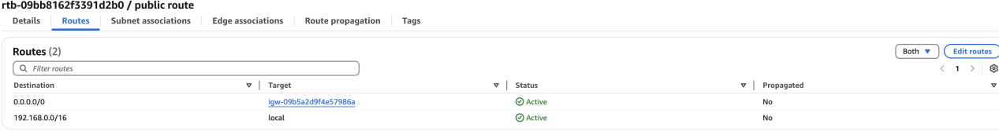 rtb-09bb8162f3391d2b0 / public route
Details Routes Subnet associations Edge associations Route propagation Tags
Routes (2)
Both Edit routes
Filter routes
1
Destination Target Status Propagated
0.0.0.0/0 igw-09b5a2d9f4e57986a Active No
192.168.0.0/16 local Active No